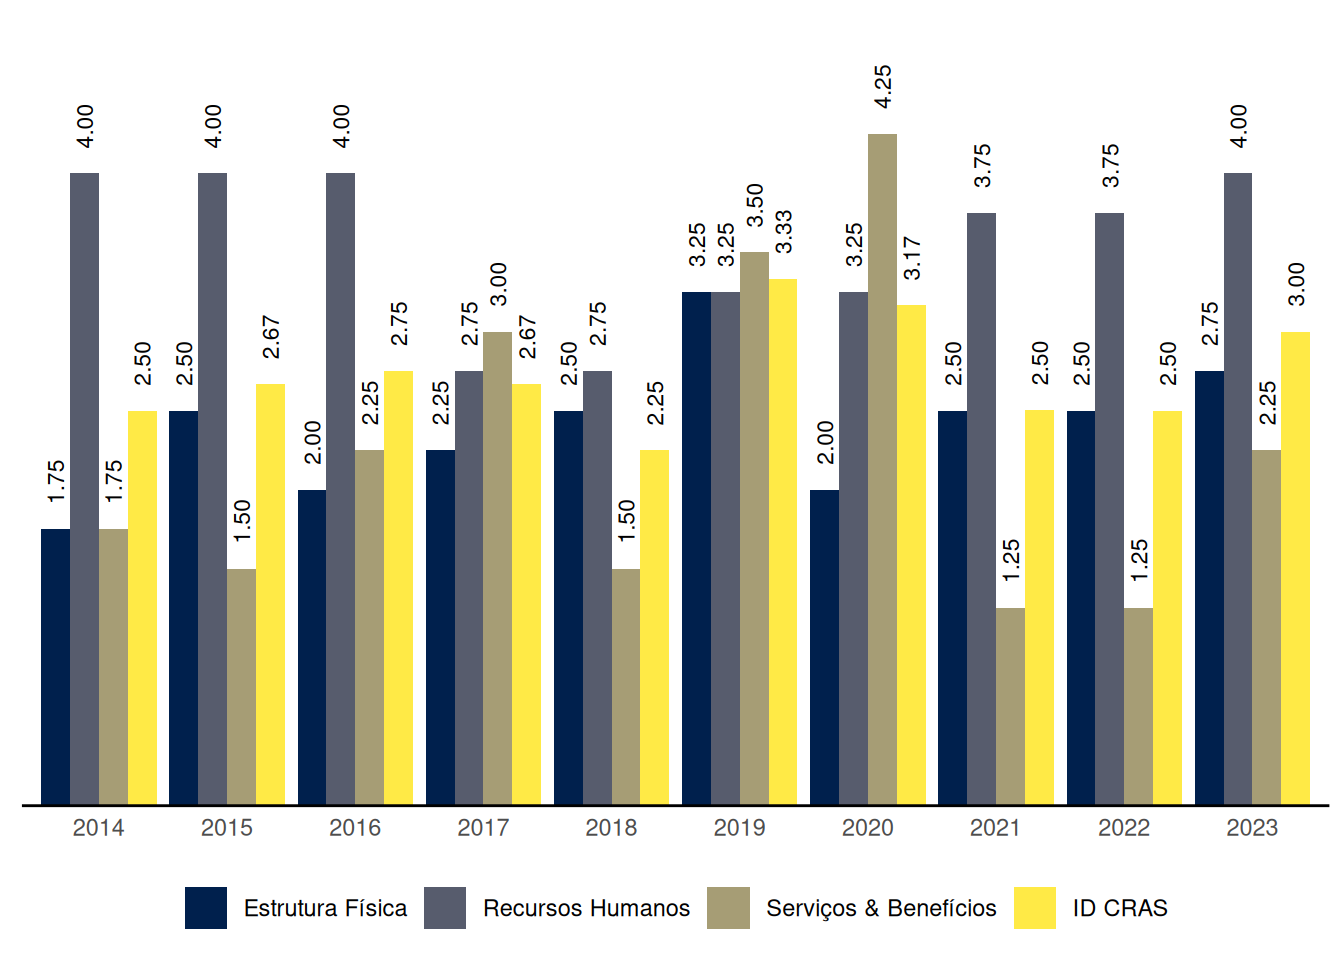 4.25
4.00 4.00 4.00 4.00
3.75 3.75
3.50
3.25 3.25 3.33 3.25 3.17
3.00 3.00
2.50 2.50 2.67 2.75 2.75 2.67 2.50 2.75 2.50 2.50 2.50 2.50 2.75
2.25 2.25 2.25 2.25
2.00 2.00
1.75 1.75
1.50 1.50
1.25 1.25
2014 2015 2016 2017 2018 2019 2020 2021 2022 2023
Estrutura Física Recursos Humanos Serviços & Benefícios ID CRAS